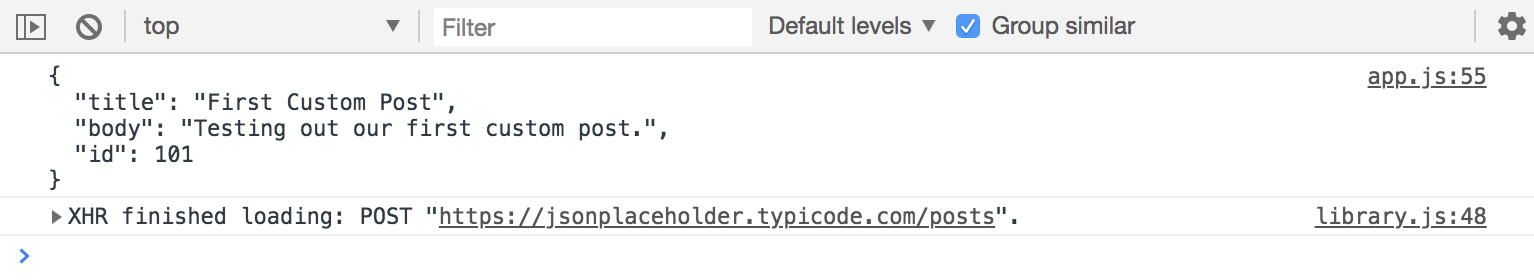 top Filter Default levels Group similar
{ app.js:55
"title": "First Custom Post",
"body": "Testing out our first custom post.",
"id": 101
}
XHR finished loading: POST "https://jsonplaceholder.typicode.com/posts". library.js:48